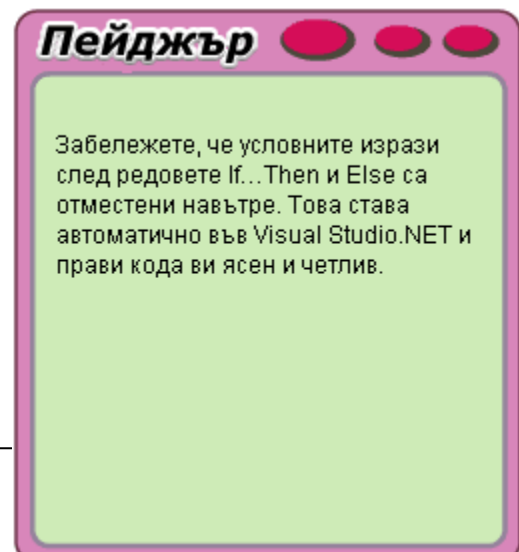 Пейджър
Забележете, че условните изрази
след редовете If...Then и Else са
отместени навътре. Това става
автоматично във Visual Studio.NET и
прави кода ви ясен и четлив.